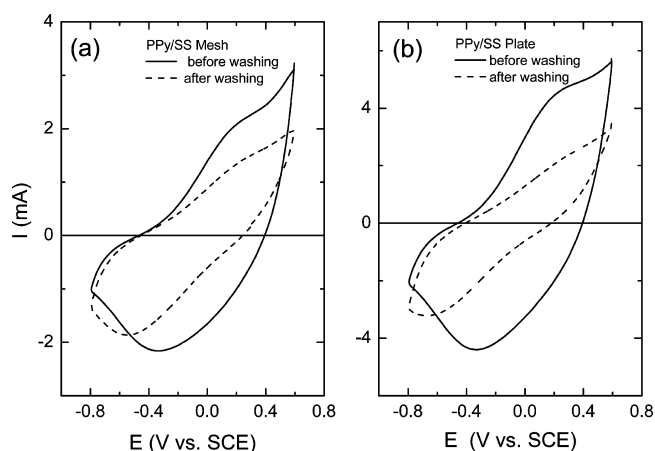 (a)
PPy/SS Mesh
before washing
after washing
I (mA)
4
2
0
-2
-0.8 -0.4 0.0 0.4 0.8
E (V vs. SCE)
(b)
PPy/SS Plate
before washing
after washing
4
0
-4
-0.8 -0.4 0.0 0.4 0.8
E (V vs. SCE)